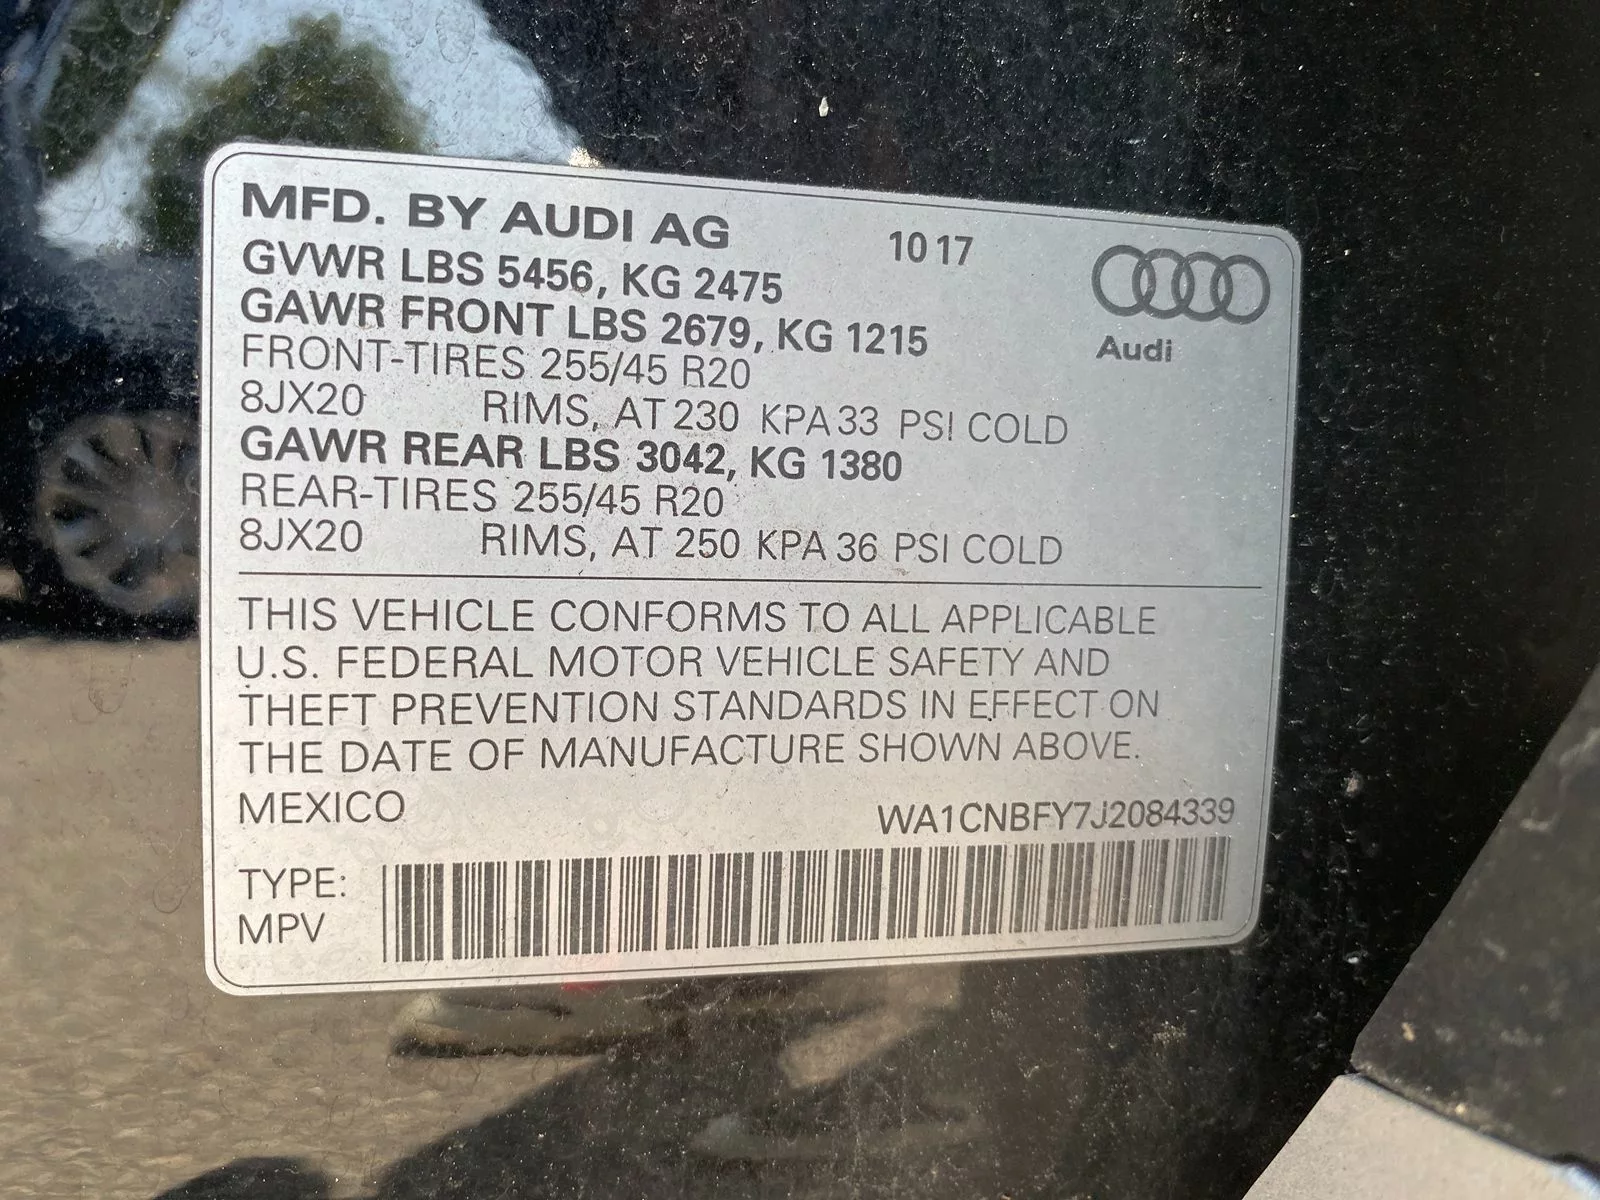 MFD. BY AUDI AG 10 17
GVWR LBS 5456, KG 2475
GAWR FRONT LBS 2679, KG 1215
Audi
FRONT-TIRES 255/45 R20
8JX20 RIMS, AT 230 KPA 33 PSI COLD
GAWR REAR LBS 3042, KG 1380
REAR-TIRES 255/45 R20
8JX20 RIMS, AT 250 KPA 36 PSI COLD
THIS VEHICLE CONFORMS TO ALL APPLICABLE
U.S. FEDERAL MOTOR VEHICLE SAFETY AND
THEFT PREVENTION STANDARDS IN EFFECT ON
THE DATE OF MANUFACTURE SHOWN ABOVE.
MEXICO WA1CNBFY7J2084339
TYPE:
MPV